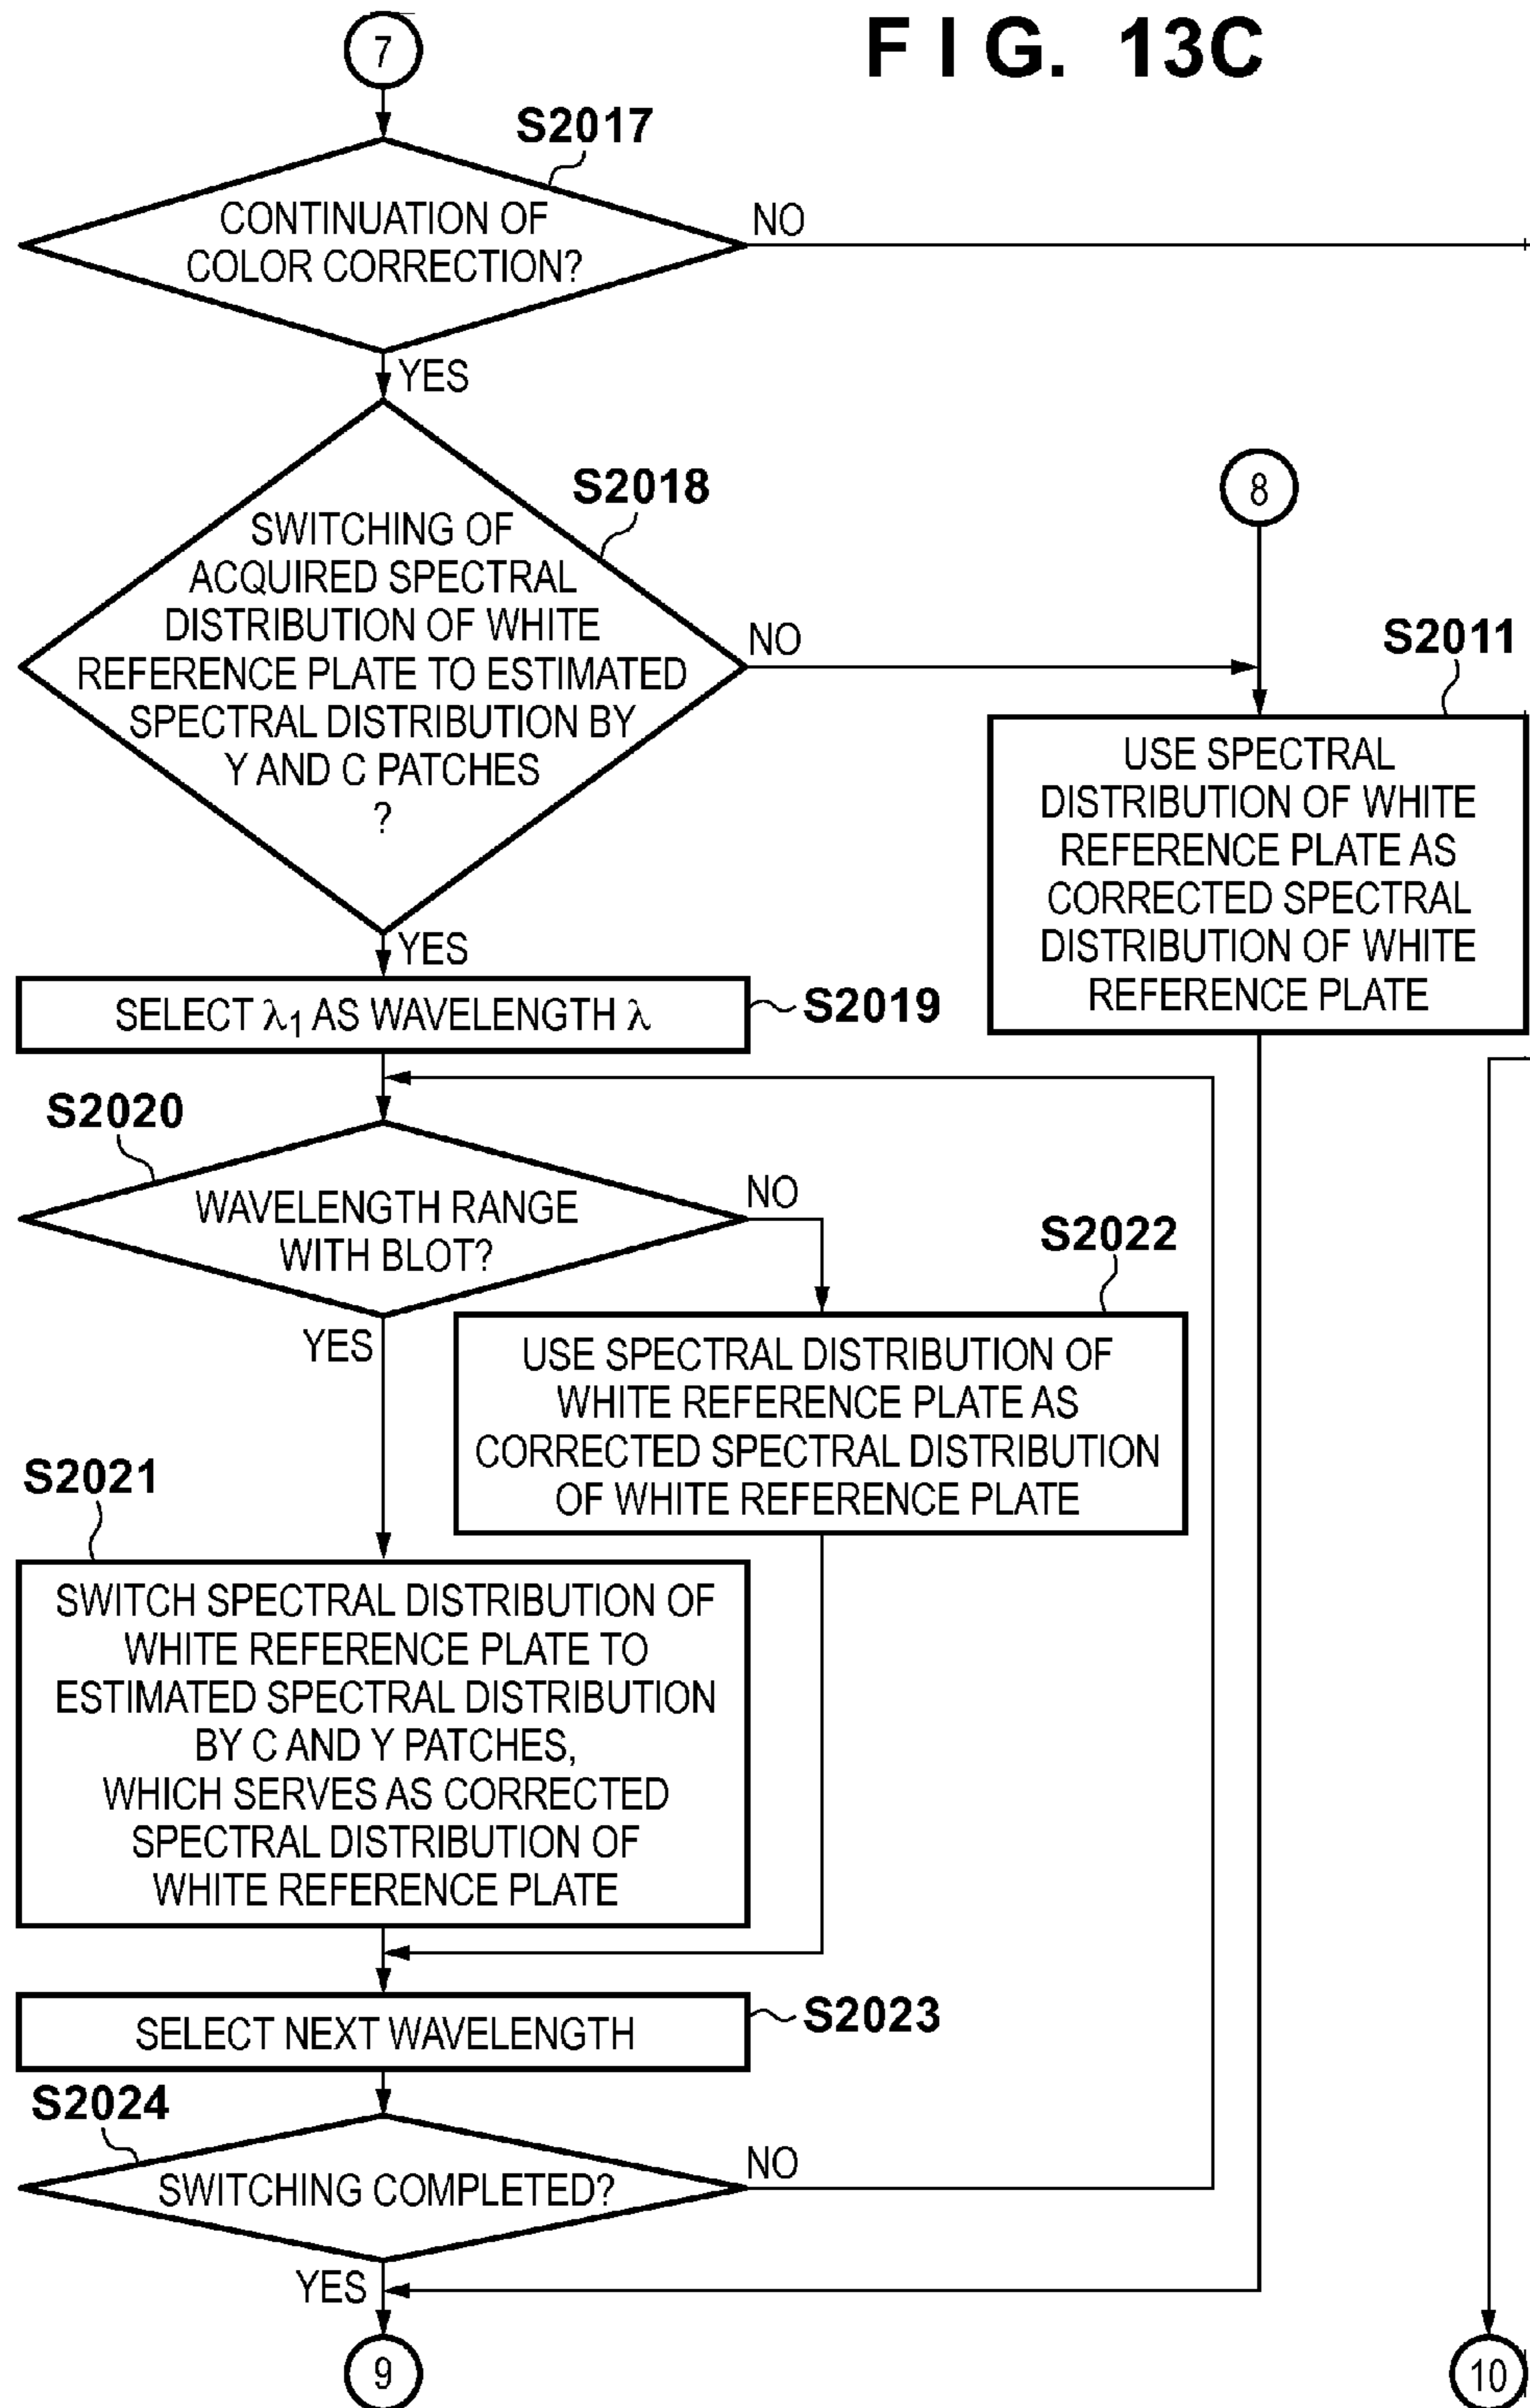 FIG. 13C
7
S2017
CONTINUATION OF
COLOR CORRECTION?
NO
YES
S2018
SWITCHING OF
ACQUIRED SPECTRAL
DISTRIBUTION OF WHITE
REFERENCE PLATE TO ESTIMATED
SPECTRAL DISTRIBUTION BY
Y AND C PATCHES
?
NO
YES
8
S2011
USE SPECTRAL
DISTRIBUTION OF WHITE
REFERENCE PLATE AS
CORRECTED SPECTRAL
DISTRIBUTION OF WHITE
REFERENCE PLATE
SELECT λ1 AS WAVELENGTH λ
S2019
S2020
WAVELENGTH RANGE
WITH BLOT?
NO
YES
S2022
USE SPECTRAL DISTRIBUTION OF
WHITE REFERENCE PLATE AS
CORRECTED SPECTRAL DISTRIBUTION
OF WHITE REFERENCE PLATE
S2021
SWITCH SPECTRAL DISTRIBUTION OF
WHITE REFERENCE PLATE TO
ESTIMATED SPECTRAL DISTRIBUTION
BY C AND Y PATCHES,
WHICH SERVES AS CORRECTED
SPECTRAL DISTRIBUTION OF
WHITE REFERENCE PLATE
SELECT NEXT WAVELENGTH
S2023
S2024
SWITCHING COMPLETED?
NO
YES
9
10